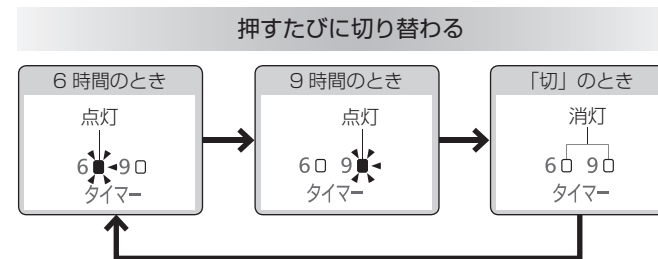 押すたびに切り替わる
6 時間のとき
点灯
6 9
タイマー
9 時間のとき
点灯
6 9
タイマー
「切」のとき
消灯
6 9
タイマー